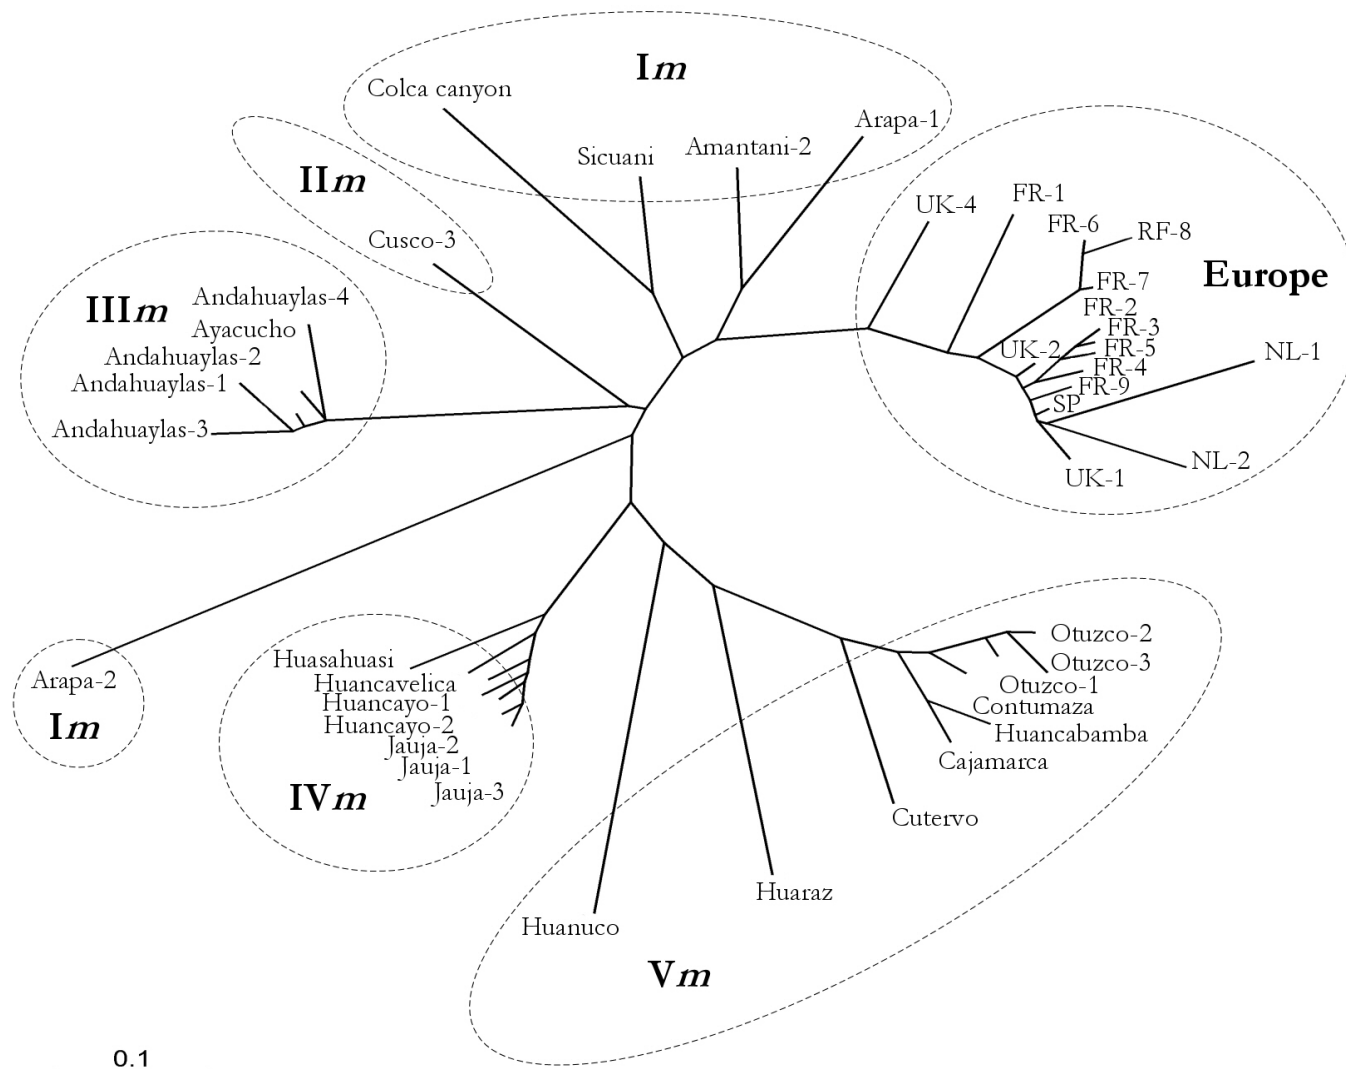 Im
Colca canyon
Arapa-1
Sicuani
Amantani-2
IIm
Cusco-3
UK-4
FR-1
FR-6
RF-8
Europe
FR-7
FR-2
FR-3
UK-2
FR-5
FR-4
FR-9
SP
NL-1
NL-2
UK-1
IIIm
Andahuaylas-4
Ayacucho
Andahuaylas-2
Andahuaylas-1
Andahuaylas-3
Arapa-2
Im
Huasahuasi
Huancavelica
Huancayo-1
Huancayo-2
Jauja-2
Jauja-1
Jauja-3
IVm
Otuzco-2
Otuzco-3
Otuzco-1
Contumaza
Huancabamba
Cajamarca
Cutervo
Huaraz
Huanuco
Vm
0.1